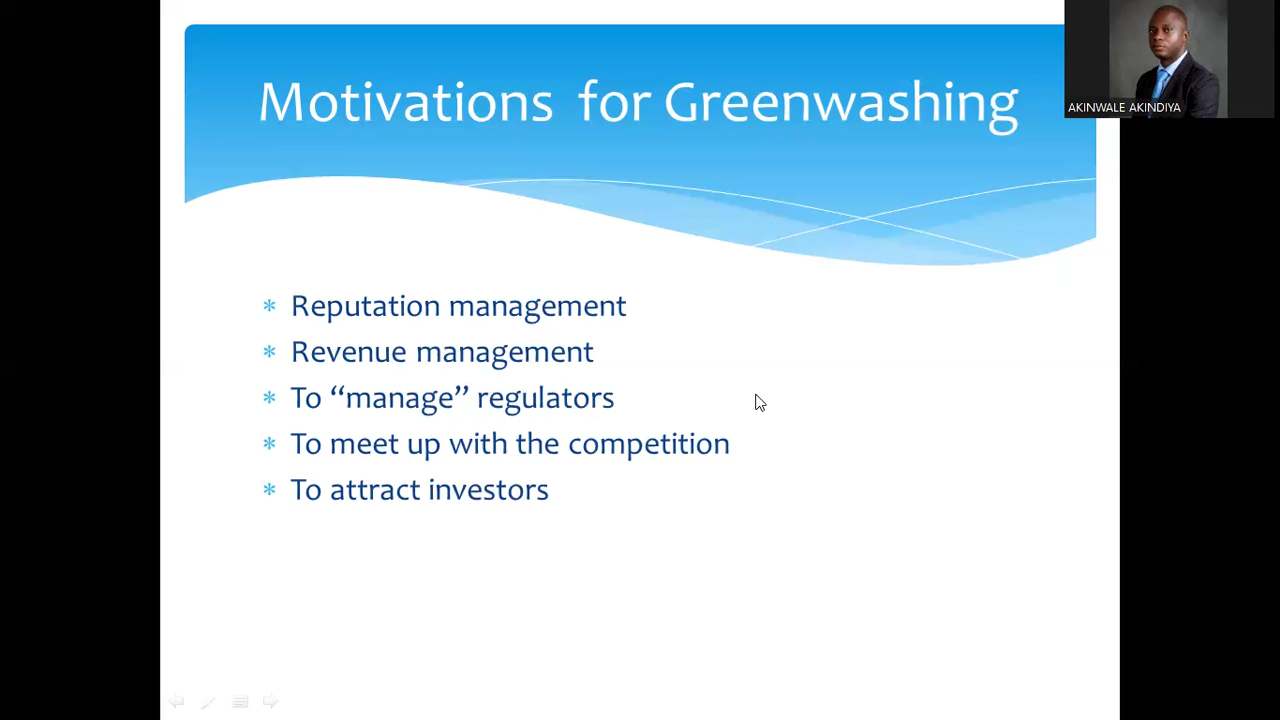 Motivations for Greenwashing
AKINWALE AKINDIYA
* Reputation management
* Revenue management
* To “manage” regulators
* To meet up with the competition
* To attract investors